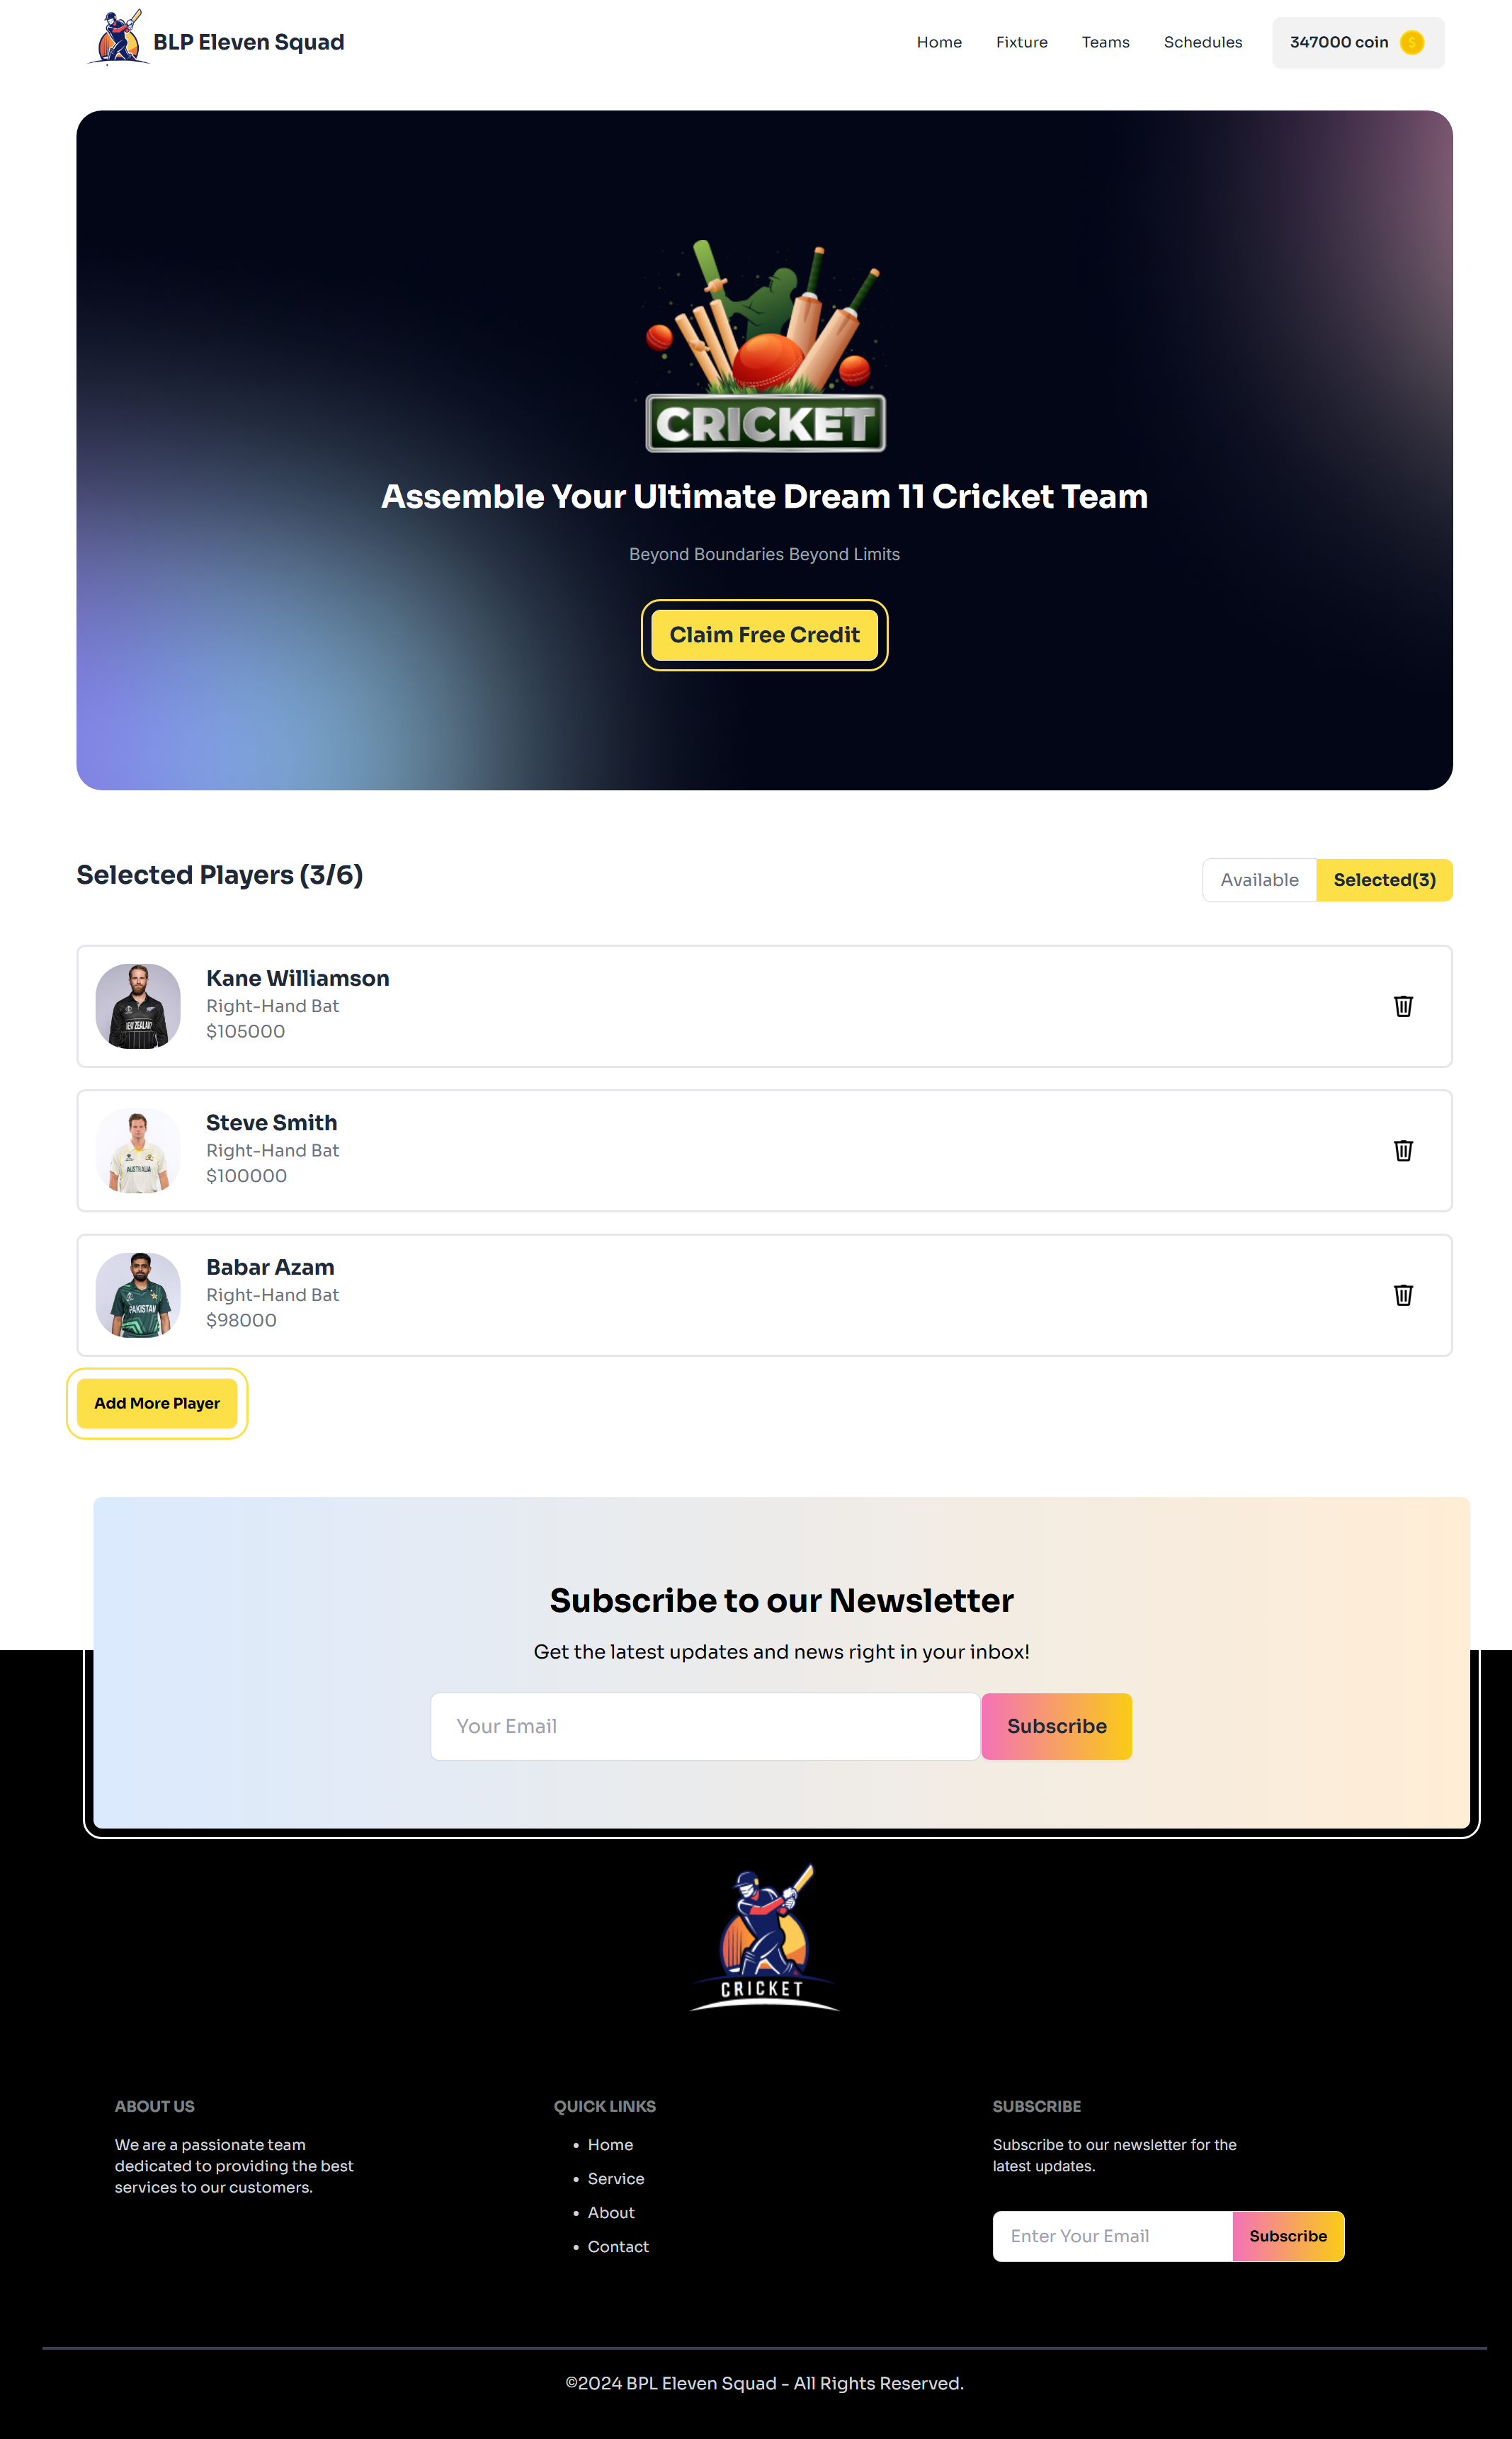 BLP Eleven Squad
Home
Fixture
Teams
Schedules
347000 coin
$
CRICKET
Assemble Your Ultimate Dream 11 Cricket Team
Beyond Boundaries Beyond Limits
Claim Free Credit
Selected Players (3/6)
Available
Selected(3)
NEW ZEALAND
Kane Williamson
Right-Hand Bat
$105000
AUSTRALIA
Steve Smith
Right-Hand Bat
$100000
PAKISTAN
Babar Azam
Right-Hand Bat
$98000
Add More Player
Subscribe to our Newsletter
Get the latest updates and news right in your inbox!
Your Email
Subscribe
CRICKET
ABOUT US
We are a passionate team
dedicated to providing the best
services to our customers.
QUICK LINKS
• Home
• Service
• About
• Contact
SUBSCRIBE
Subscribe to our newsletter for the
latest updates.
Enter Your Email
Subscribe
©2024 BPL Eleven Squad - All Rights Reserved.